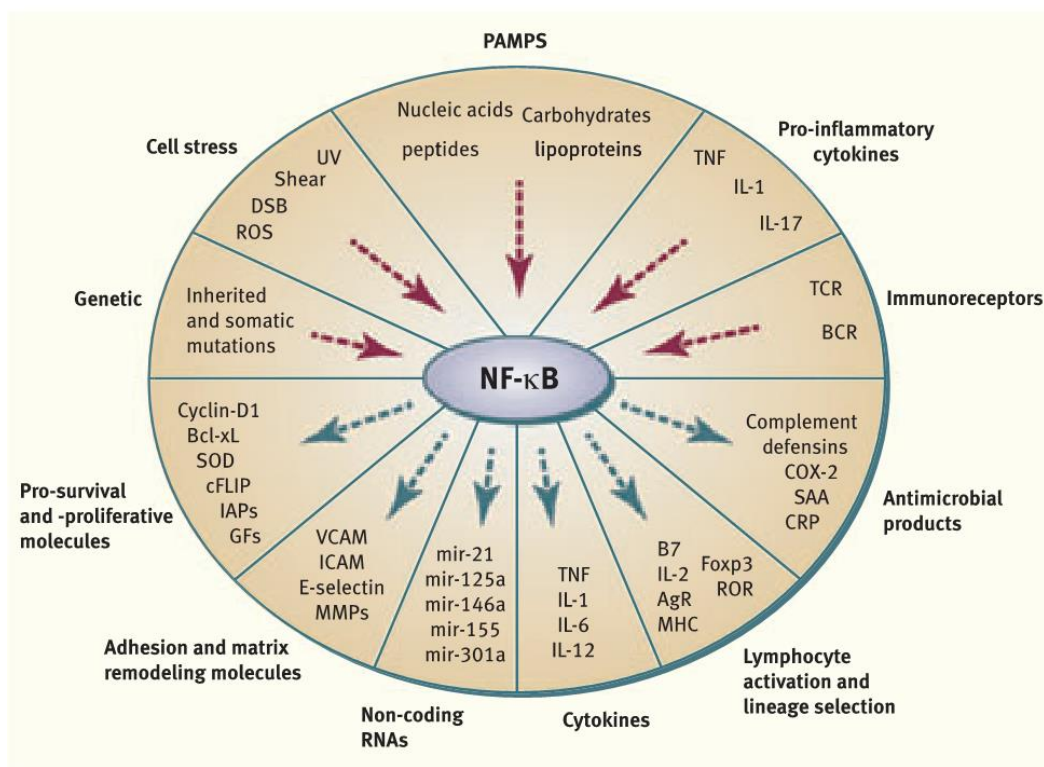 PAMPS
Nucleic acids
Carbohydrates
peptides
lipoproteins
Cell stress
UV
Shear
DSB
ROS
Pro-inflammatory
cytokines
TNF
IL-1
IL-17
Genetic
Inherited
and somatic
mutations
TCR
BCR
Immunoreceptors
NF-κB
Cyclin-D1
Bcl-xL
SOD
cFLIP
IAPs
GFs
Pro-survival
and -proliferative
molecules
Complement
defensins
COX-2
SAA
CRP
Antimicrobial
products
VCAM
ICAM
E-selectin
MMPs
Adhesion and matrix
remodeling molecules
mir-21
mir-125a
mir-146a
mir-155
mir-301a
Non-coding
RNAs
TNF
IL-1
IL-6
IL-12
Cytokines
B7
IL-2
AgR
MHC
Foxp3
ROR
Lymphocyte
activation and
lineage selection